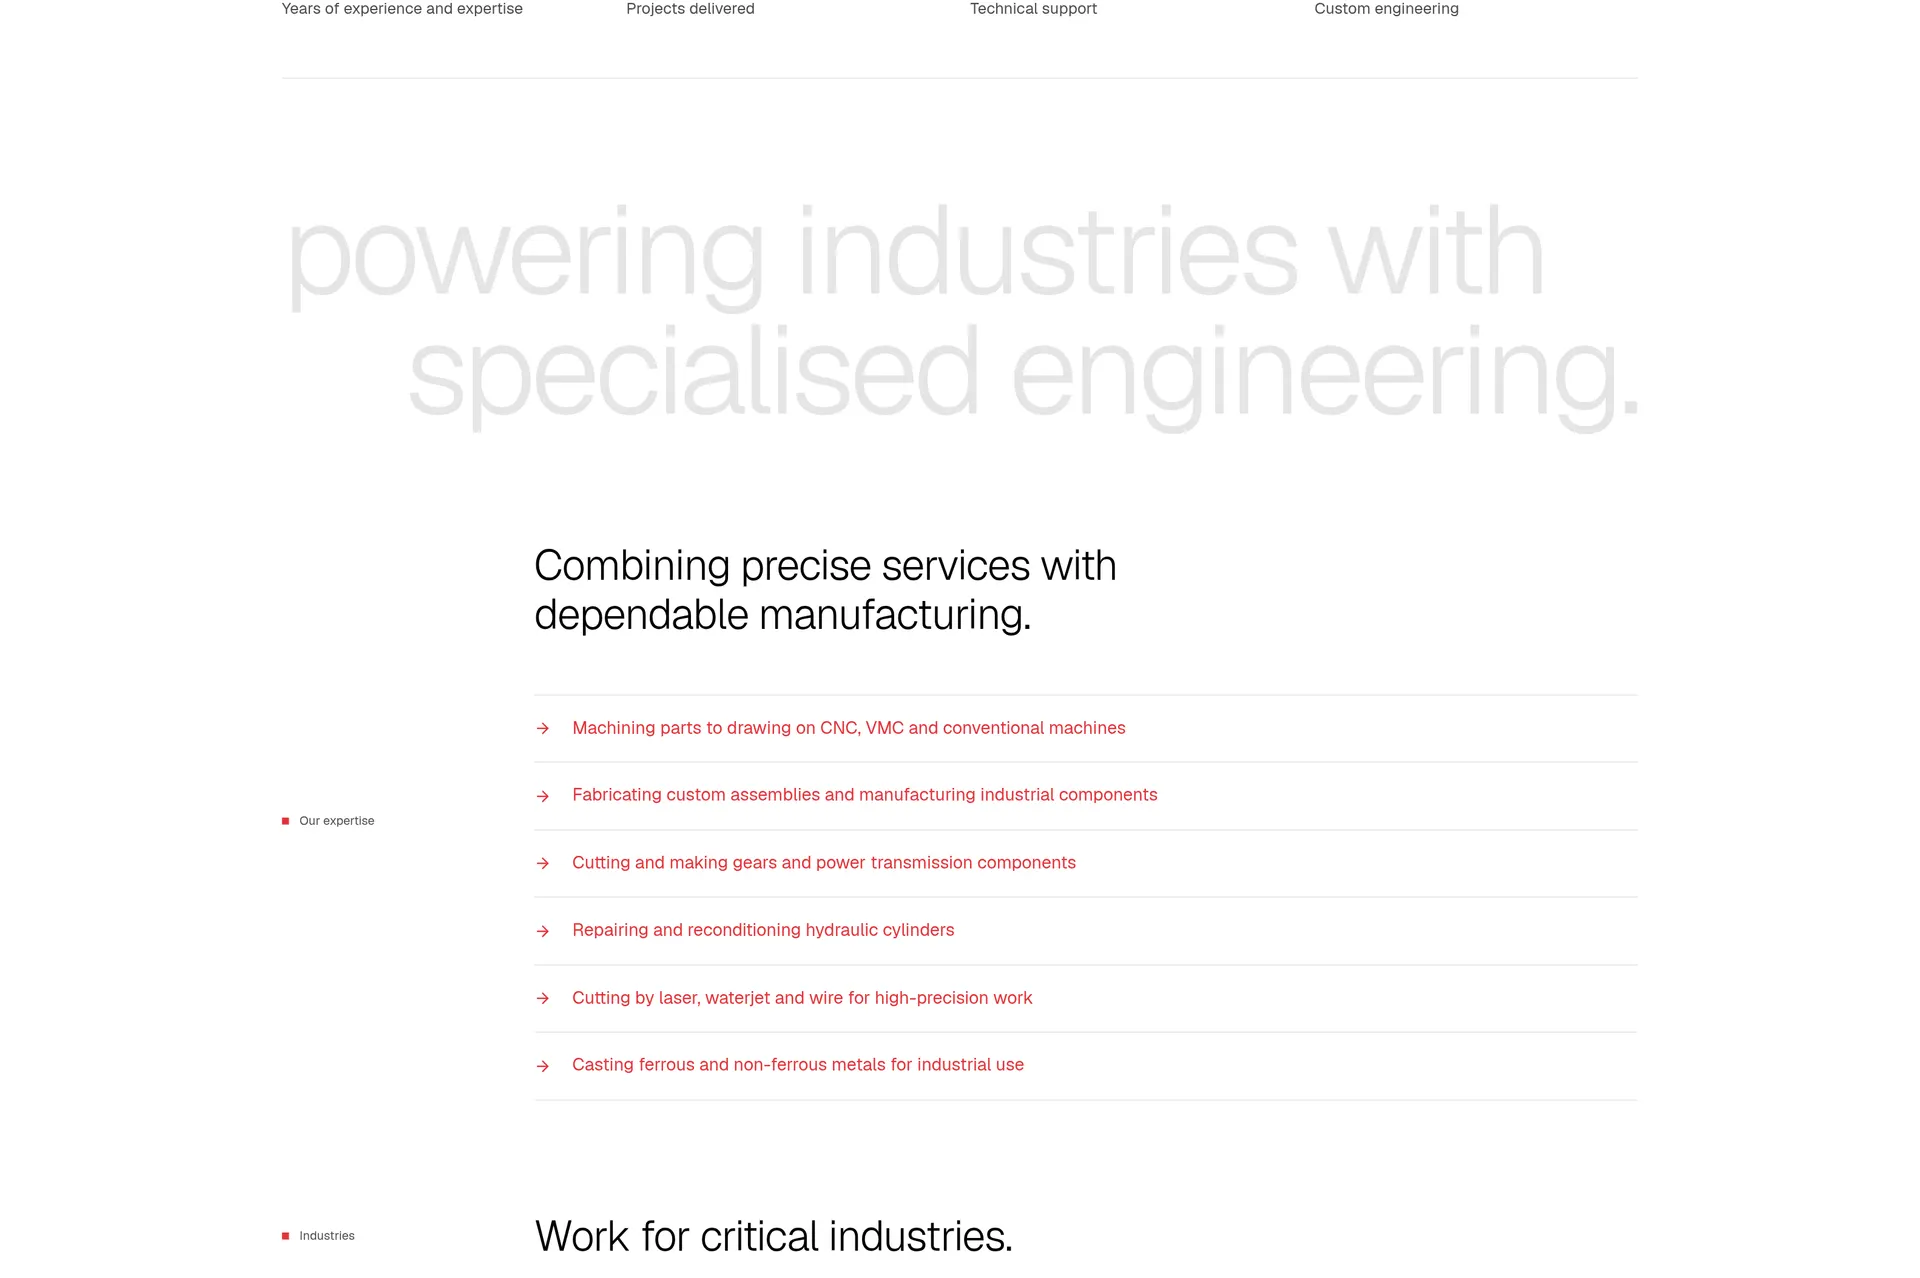 Years of experience and expertise
Projects delivered
Technical support
Custom engineering
powering industries with
specialised engineering.
Combining precise services with
dependable manufacturing.
Our expertise
Machining parts to drawing on CNC, VMC and conventional machines
Fabricating custom assemblies and manufacturing industrial components
Cutting and making gears and power transmission components
Repairing and reconditioning hydraulic cylinders
Cutting by laser, waterjet and wire for high-precision work
Casting ferrous and non-ferrous metals for industrial use
Industries
Work for critical industries.